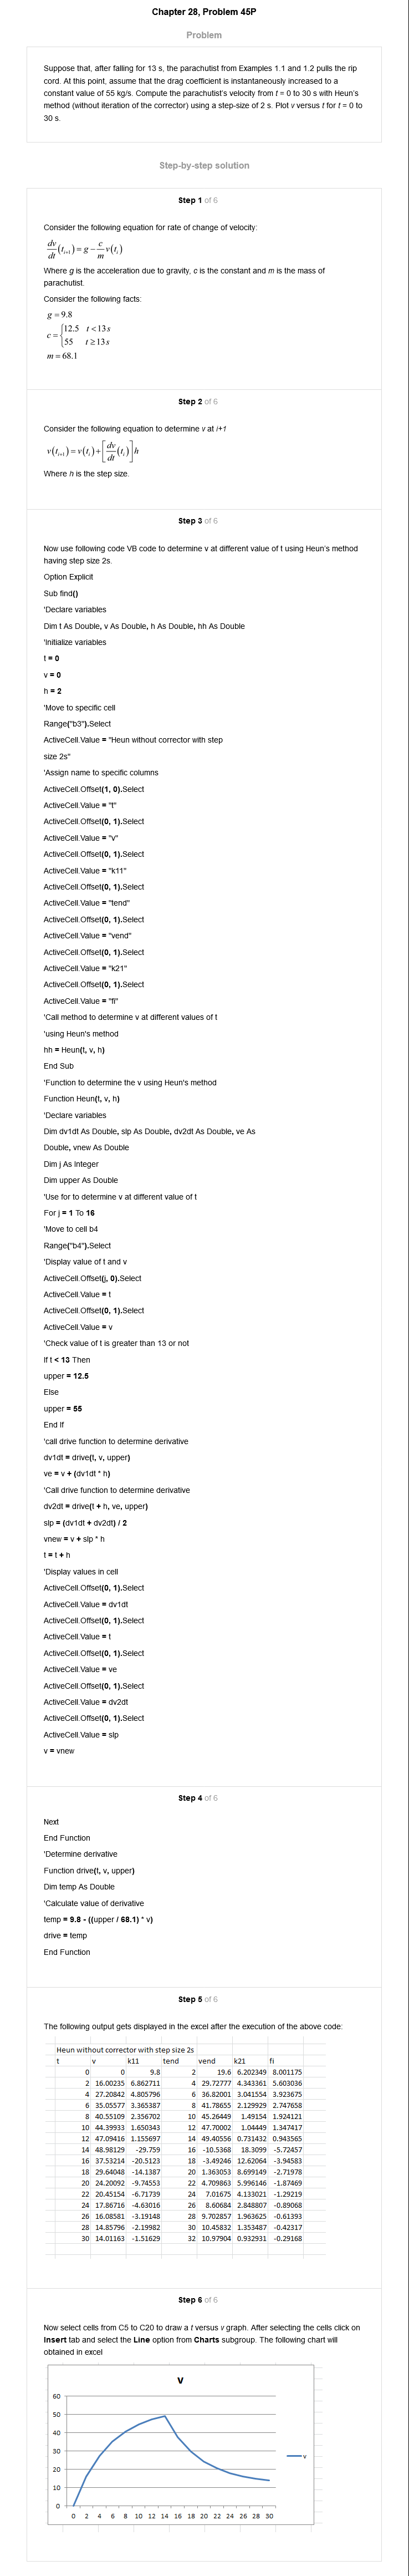 Chapter 28, Problem 45P
Problem
Suppose that, after falling for 13 s, the parachutist from Examples 1.1 and 1.2 pulls the rip
cord. At this point, assume that the drag coefficient is instantaneously increased to a
constant value of 55 kg/s. Compute the parachutist's velocity from t = 0 to 30 s with Heun's
method (without iteration of the corrector) using a step-size of 2 s. Plot v versus t for t = 0 to
30 s.
Step-by-step solution
Step 1 of 6
Consider the following equation for rate of change of velocity:
dv/dt (t_{i+1}) = g − c/m v(t_i)
Where g is the acceleration due to gravity, c is the constant and m is the mass of
parachutist.
Consider the following facts:
g = 9.8
c = { 12.5 t < 13 s
55 t ≥ 13 s
m = 68.1
Step 2 of 6
Consider the following equation to determine v at i+1
v(t_{i+1}) = v(t_i) + [dv/dt (t_i)] h
Where h is the step size.
Step 3 of 6
Now use following code VB code to determine v at different value of t using Heun's method
having step size 2s.
Option Explicit
Sub find()
'Declare variables
Dim t As Double, v As Double, h As Double, hh As Double
'Initialize variables
t = 0
v = 0
h = 2
'Move to specific cell
Range("b3").Select
ActiveCell.Value = "Heun without corrector with step
size 2s"
'Assign name to specific columns
ActiveCell.Offset(1, 0).Select
ActiveCell.Value = "t"
ActiveCell.Offset(0, 1).Select
ActiveCell.Value = "v"
ActiveCell.Offset(0, 1).Select
ActiveCell.Value = "k11"
ActiveCell.Offset(0, 1).Select
ActiveCell.Value = "tend"
ActiveCell.Offset(0, 1).Select
ActiveCell.Value = "vend"
ActiveCell.Offset(0, 1).Select
ActiveCell.Value = "k21"
ActiveCell.Offset(0, 1).Select
ActiveCell.Value = "fi"
'Call method to determine v at different values of t
'using Heun's method
hh = Heun(t, v, h)
End Sub
'Function to determine the v using Heun's method
Function Heun(t, v, h)
'Declare variables
Dim dv1dt As Double, slp As Double, dv2dt As Double, ve As
Double, vnew As Double
Dim j As Integer
Dim upper As Double
'Use for to determine v at different value of t
For j = 1 To 16
'Move to cell b4
Range("b4").Select
'Display value of t and v
ActiveCell.Offset(j, 0).Select
ActiveCell.Value = t
ActiveCell.Offset(0, 1).Select
ActiveCell.Value = v
'Check value of t is greater than 13 or not
If t < 13 Then
upper = 12.5
Else
upper = 55
End If
'call drive function to determine derivative
dv1dt = drive(t, v, upper)
ve = v + (dv1dt * h)
'Call drive function to determine derivative
dv2dt = drive(t + h, ve, upper)
slp = (dv1dt + dv2dt) / 2
vnew = v + slp * h
t = t + h
'Display values in cell
ActiveCell.Offset(0, 1).Select
ActiveCell.Value = dv1dt
ActiveCell.Offset(0, 1).Select
ActiveCell.Value = t
ActiveCell.Offset(0, 1).Select
ActiveCell.Value = ve
ActiveCell.Offset(0, 1).Select
ActiveCell.Value = dv2dt
ActiveCell.Offset(0, 1).Select
ActiveCell.Value = slp
v = vnew
Step 4 of 6
Next
End Function
'Determine derivative
Function drive(t, v, upper)
Dim temp As Double
'Calculate value of derivative
temp = 9.8 - ((upper / 68.1) * v)
drive = temp
End Function
Step 5 of 6
The following output gets displayed in the excel after the execution of the above code:
Heun without corrector with step size 2s
t v k11 tend vend k21 fi
0 0 9.8 2 19.6 6.202349 8.001175
2 16.00235 6.862711 4 29.72777 4.343361 5.603036
4 27.20842 4.805796 6 36.82001 3.041554 3.923675
6 35.05577 3.365387 8 41.78655 2.129929 2.747658
8 40.55109 2.356702 10 45.26449 1.49154 1.924121
10 44.39933 1.650343 12 47.70002 1.04449 1.347417
12 47.09416 1.155697 14 49.40556 0.731432 0.943565
14 48.98129 -29.759 16 -10.5368 18.3099 -5.72457
16 37.53214 -20.5123 18 -3.49246 12.62064 -3.94583
18 29.64048 -14.1387 20 1.363053 8.699149 -2.71978
20 24.20092 -9.74553 22 4.709863 5.996146 -1.87469
22 20.45154 -6.71739 24 7.01675 4.133021 -1.29219
24 17.86716 -4.63016 26 8.60684 2.848807 -0.89068
26 16.08581 -3.19148 28 9.702857 1.963625 -0.61393
28 14.85796 -2.19982 30 10.45832 1.353487 -0.42317
30 14.01163 -1.51629 32 10.97904 0.932931 -0.29168
Step 6 of 6
Now select cells from C5 to C20 to draw a t versus v graph. After selecting the cells click on
Insert tab and select the Line option from Charts subgroup. The following chart will
obtained in excel
v
60
50
40
30
20
10
0
v
0 2 4 6 8 10 12 14 16 18 20 22 24 26 28 30